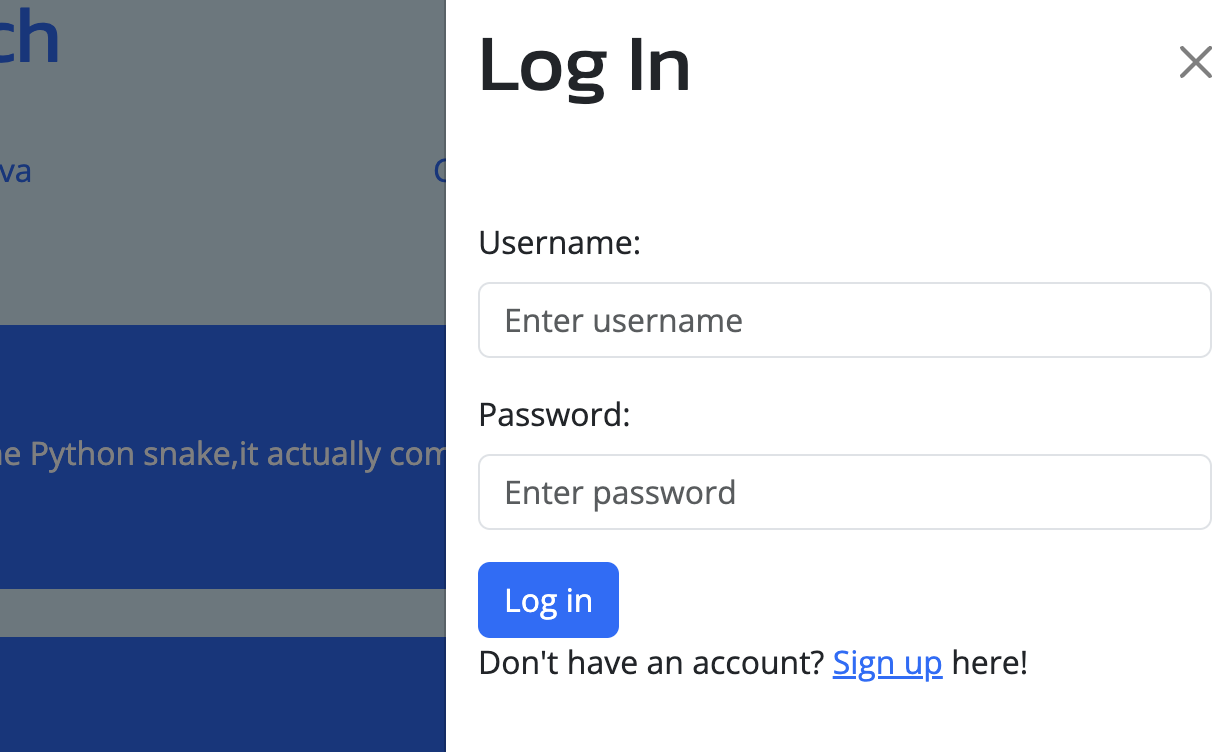 ch
Log In
va
Username:
Enter username
Password:
e Python snake,it actually com
Enter password
Log in
Don't have an account? Sign up here!